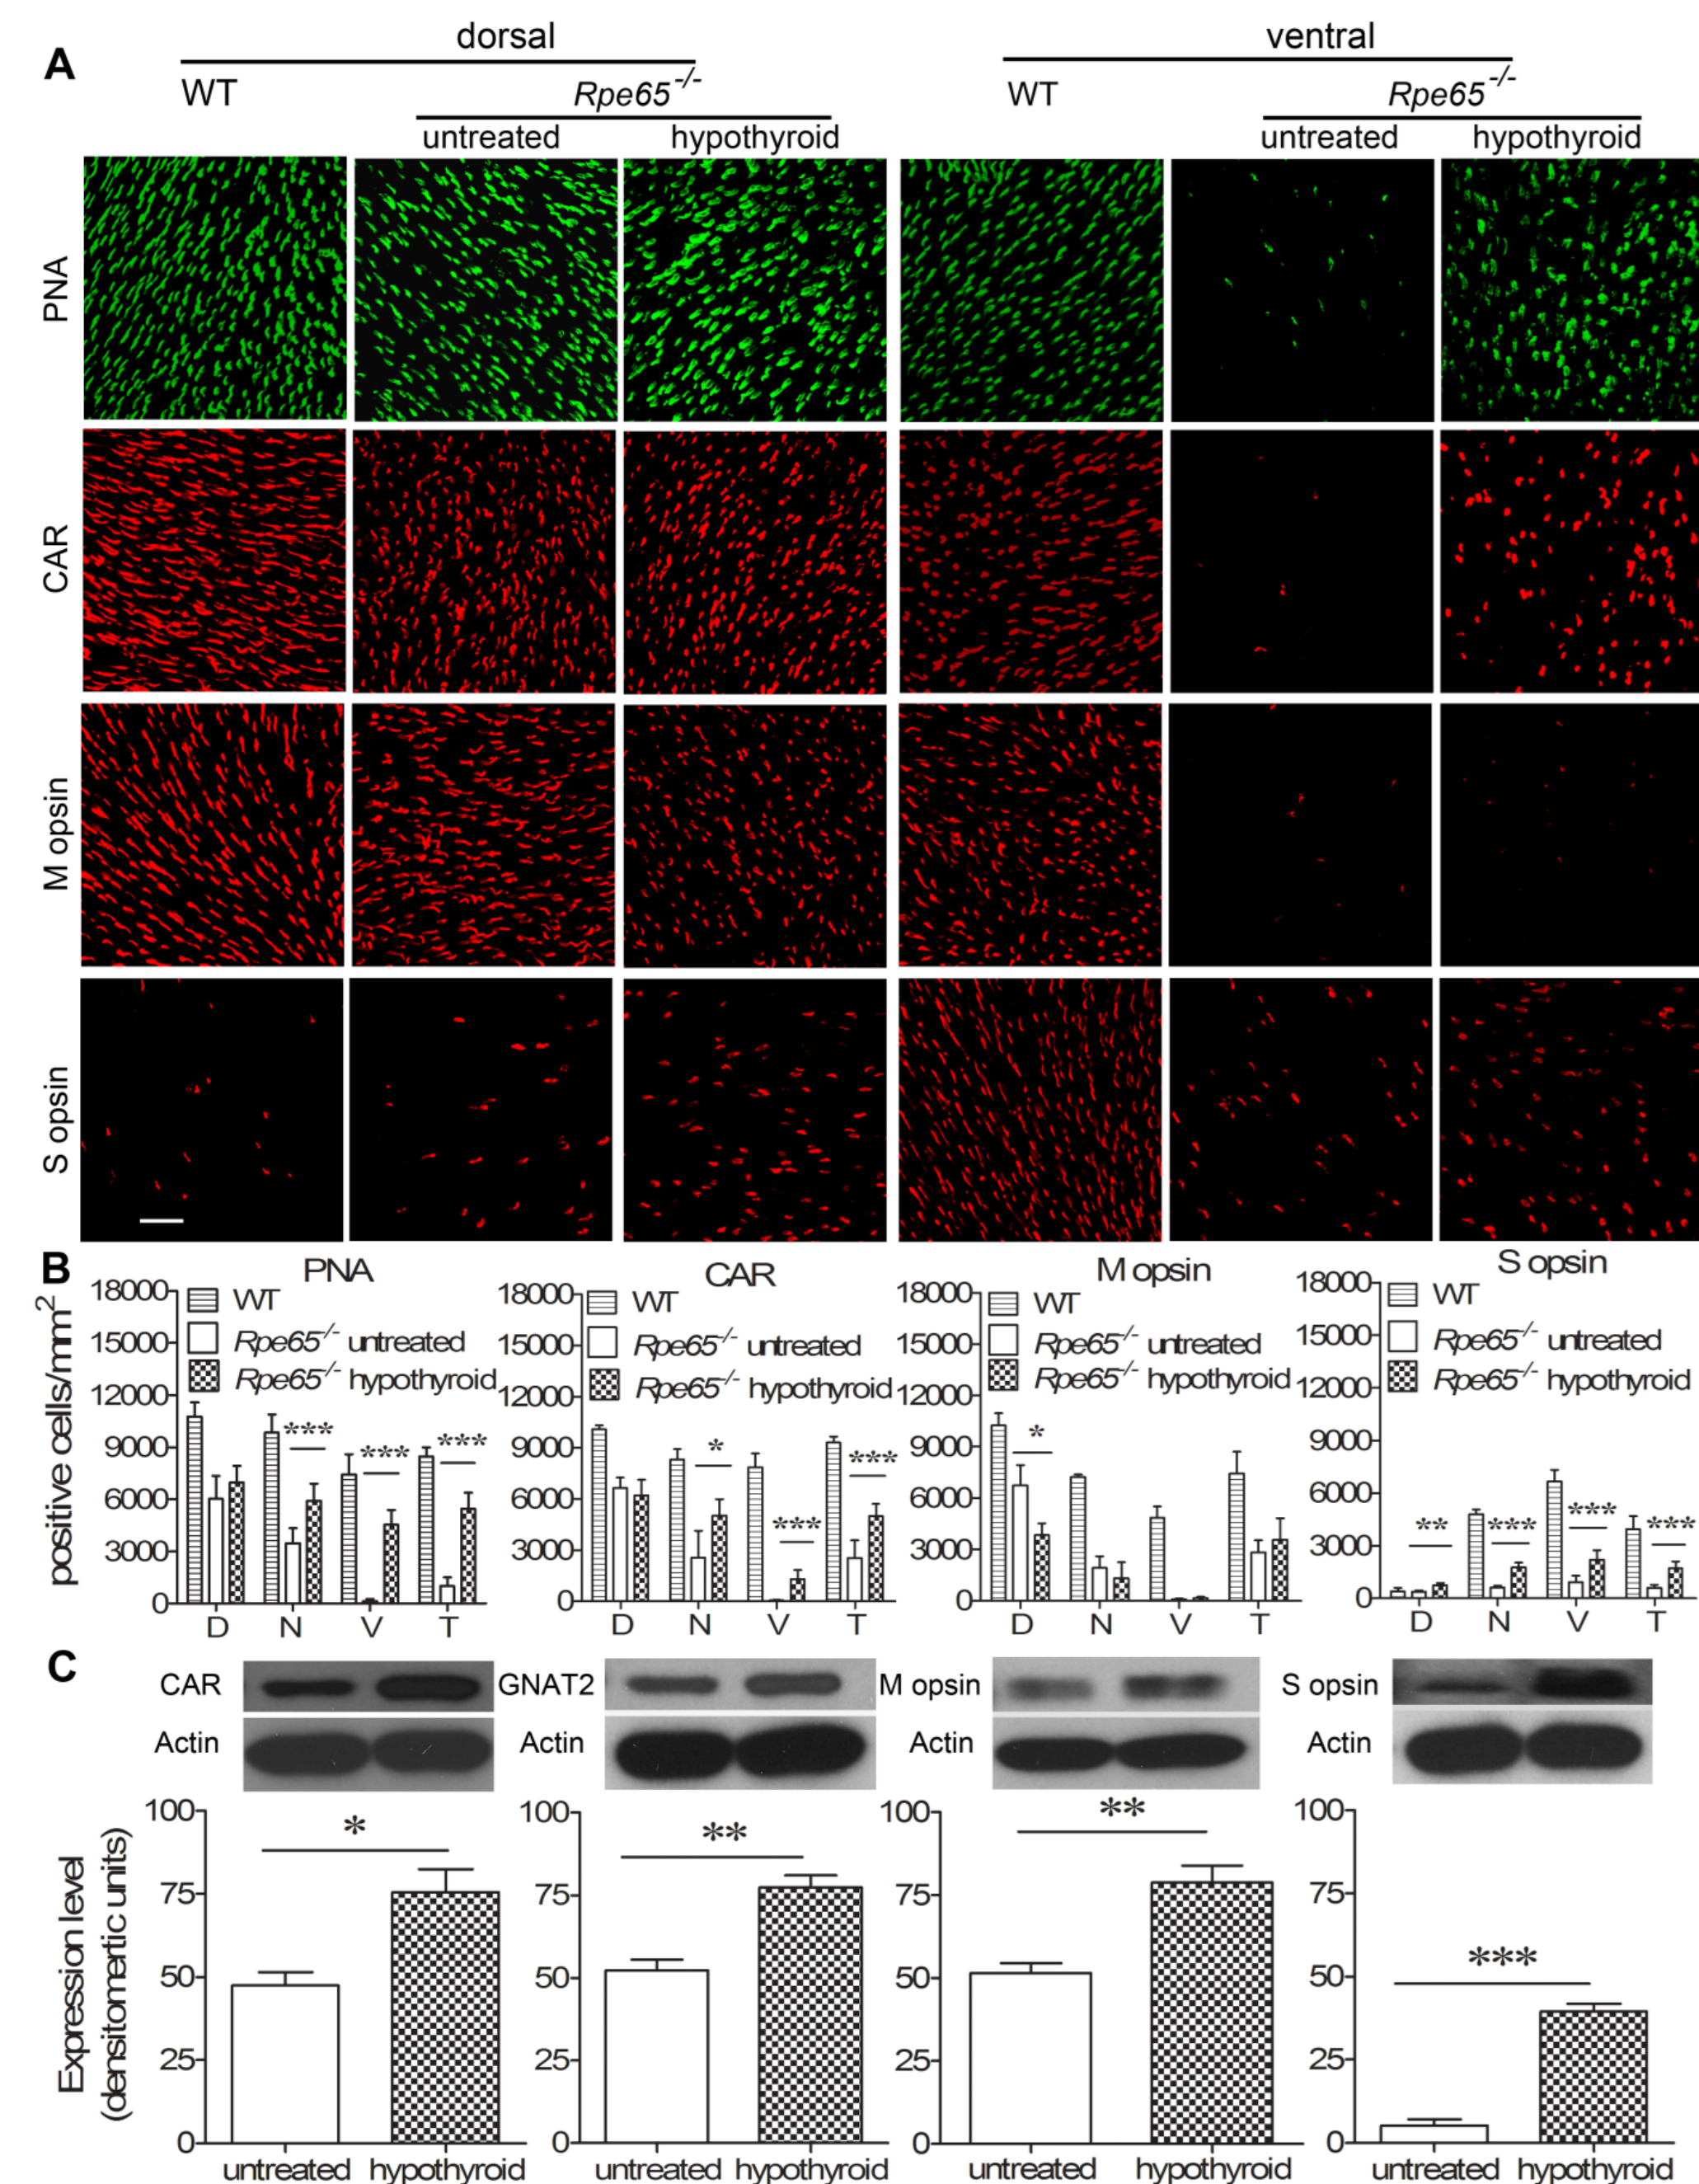 A
dorsal
ventral
WT
Rpe65-/-
WT
Rpe65-/-
untreated
hypothyroid
untreated
hypothyroid
PNA
CAR
M opsin
S opsin
B
positive cells/mm2
PNA
18000
15000
12000
9000
6000
3000
0
WT
Rpe65-/- untreated
Rpe65-/- hypothyroid
***
***
***
D N V T
CAR
18000
15000
12000
9000
6000
3000
0
WT
Rpe65-/- untreated
Rpe65-/- hypothyroid
*
***
***
D N V T
M opsin
18000
15000
12000
9000
6000
3000
0
WT
Rpe65-/- untreated
Rpe65-/- hypothyroid
*
D N V T
S opsin
18000
15000
12000
9000
6000
3000
0
WT
Rpe65-/- untreated
Rpe65-/- hypothyroid
**
***
***
***
D N V T
C
CAR
Actin
GNAT2
Actin
M opsin
Actin
S opsin
Actin
Expression level
(densitomertic units)
100
75
50
25
0
*
untreated hypothyroid
100
75
50
25
0
**
untreated hypothyroid
100
75
50
25
0
**
untreated hypothyroid
100
75
50
25
0
***
untreated hypothyroid